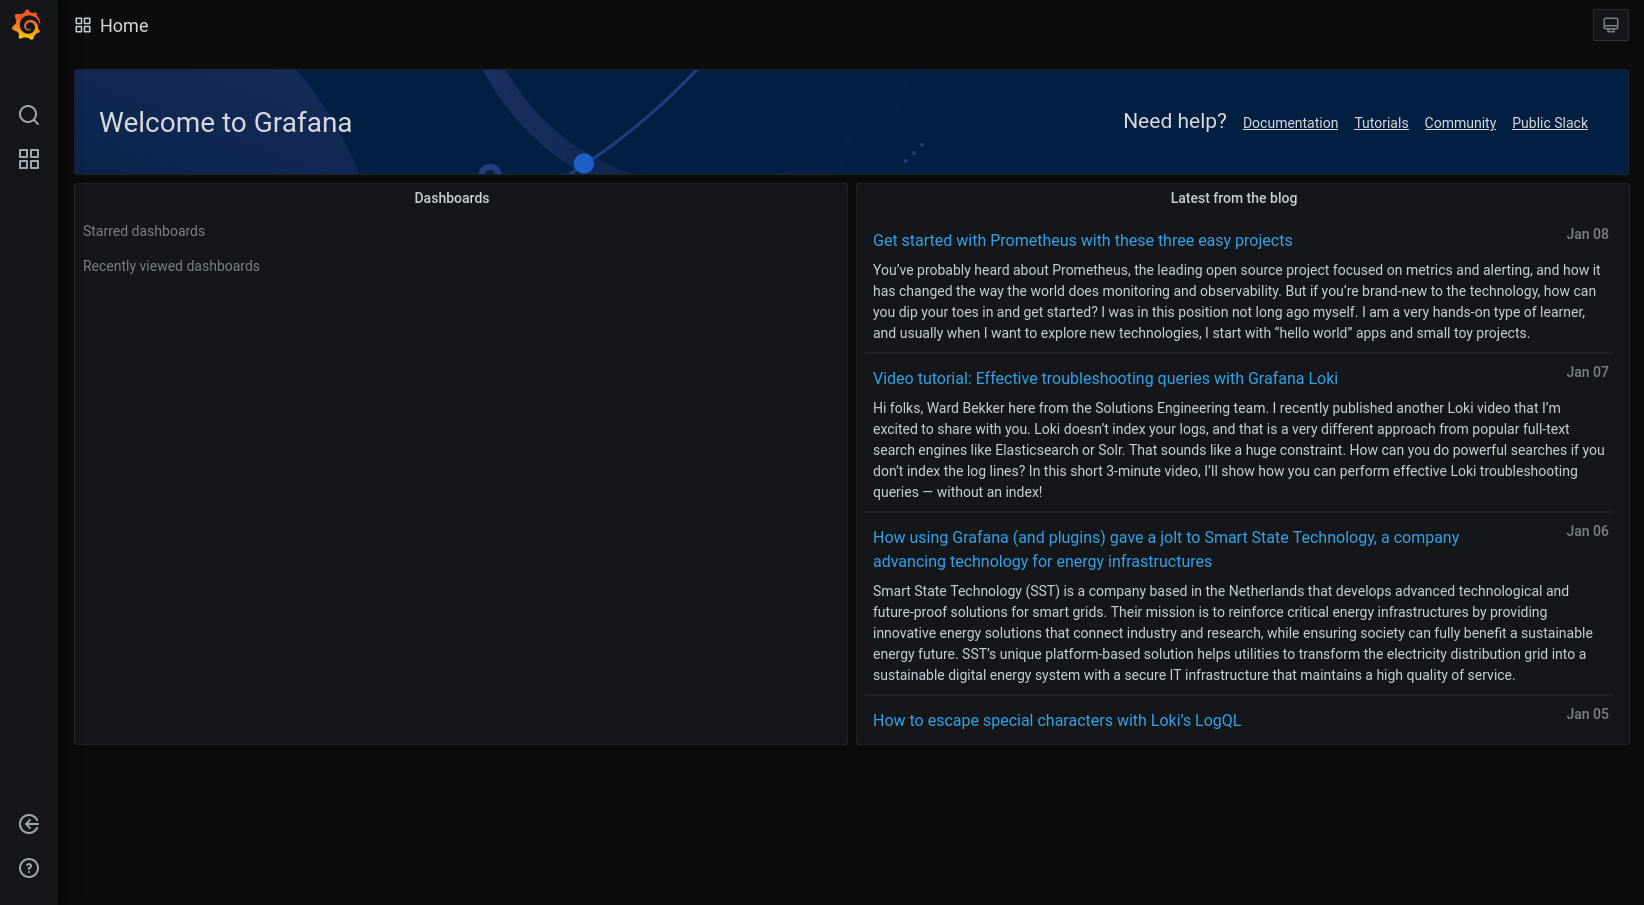 Home
Welcome to Grafana
Need help? Documentation Tutorials Community Public Slack
Dashboards
Starred dashboards
Recently viewed dashboards
Latest from the blog
Get started with Prometheus with these three easy projects
Jan 08
You’ve probably heard about Prometheus, the leading open source project focused on metrics and alerting, and how it
has changed the way the world does monitoring and observability. But if you’re brand-new to the technology, how can
you dip your toes in and get started? I was in this position not long ago myself. I am a very hands-on type of learner,
and usually when I want to explore new technologies, I start with “hello world” apps and small toy projects.
Video tutorial: Effective troubleshooting queries with Grafana Loki
Jan 07
Hi folks, Ward Bekker here from the Solutions Engineering team. I recently published another Loki video that I’m
excited to share with you. Loki doesn’t index your logs, and that is a very different approach from popular full-text
search engines like Elasticsearch or Solr. That sounds like a huge constraint. How can you do powerful searches if you
don’t index the log lines? In this short 3-minute video, I’ll show how you can perform effective Loki troubleshooting
queries — without an index!
How using Grafana (and plugins) gave a jolt to Smart State Technology, a company
advancing technology for energy infrastructures
Jan 06
Smart State Technology (SST) is a company based in the Netherlands that develops advanced technological and
future-proof solutions for smart grids. Their mission is to reinforce critical energy infrastructures by providing
innovative energy solutions that connect industry and research, while ensuring society can fully benefit a sustainable
energy future. SST’s unique platform-based solution helps utilities to transform the electricity distribution grid into a
sustainable digital energy system with a secure IT infrastructure that maintains a high quality of service.
How to escape special characters with Loki’s LogQL
Jan 05